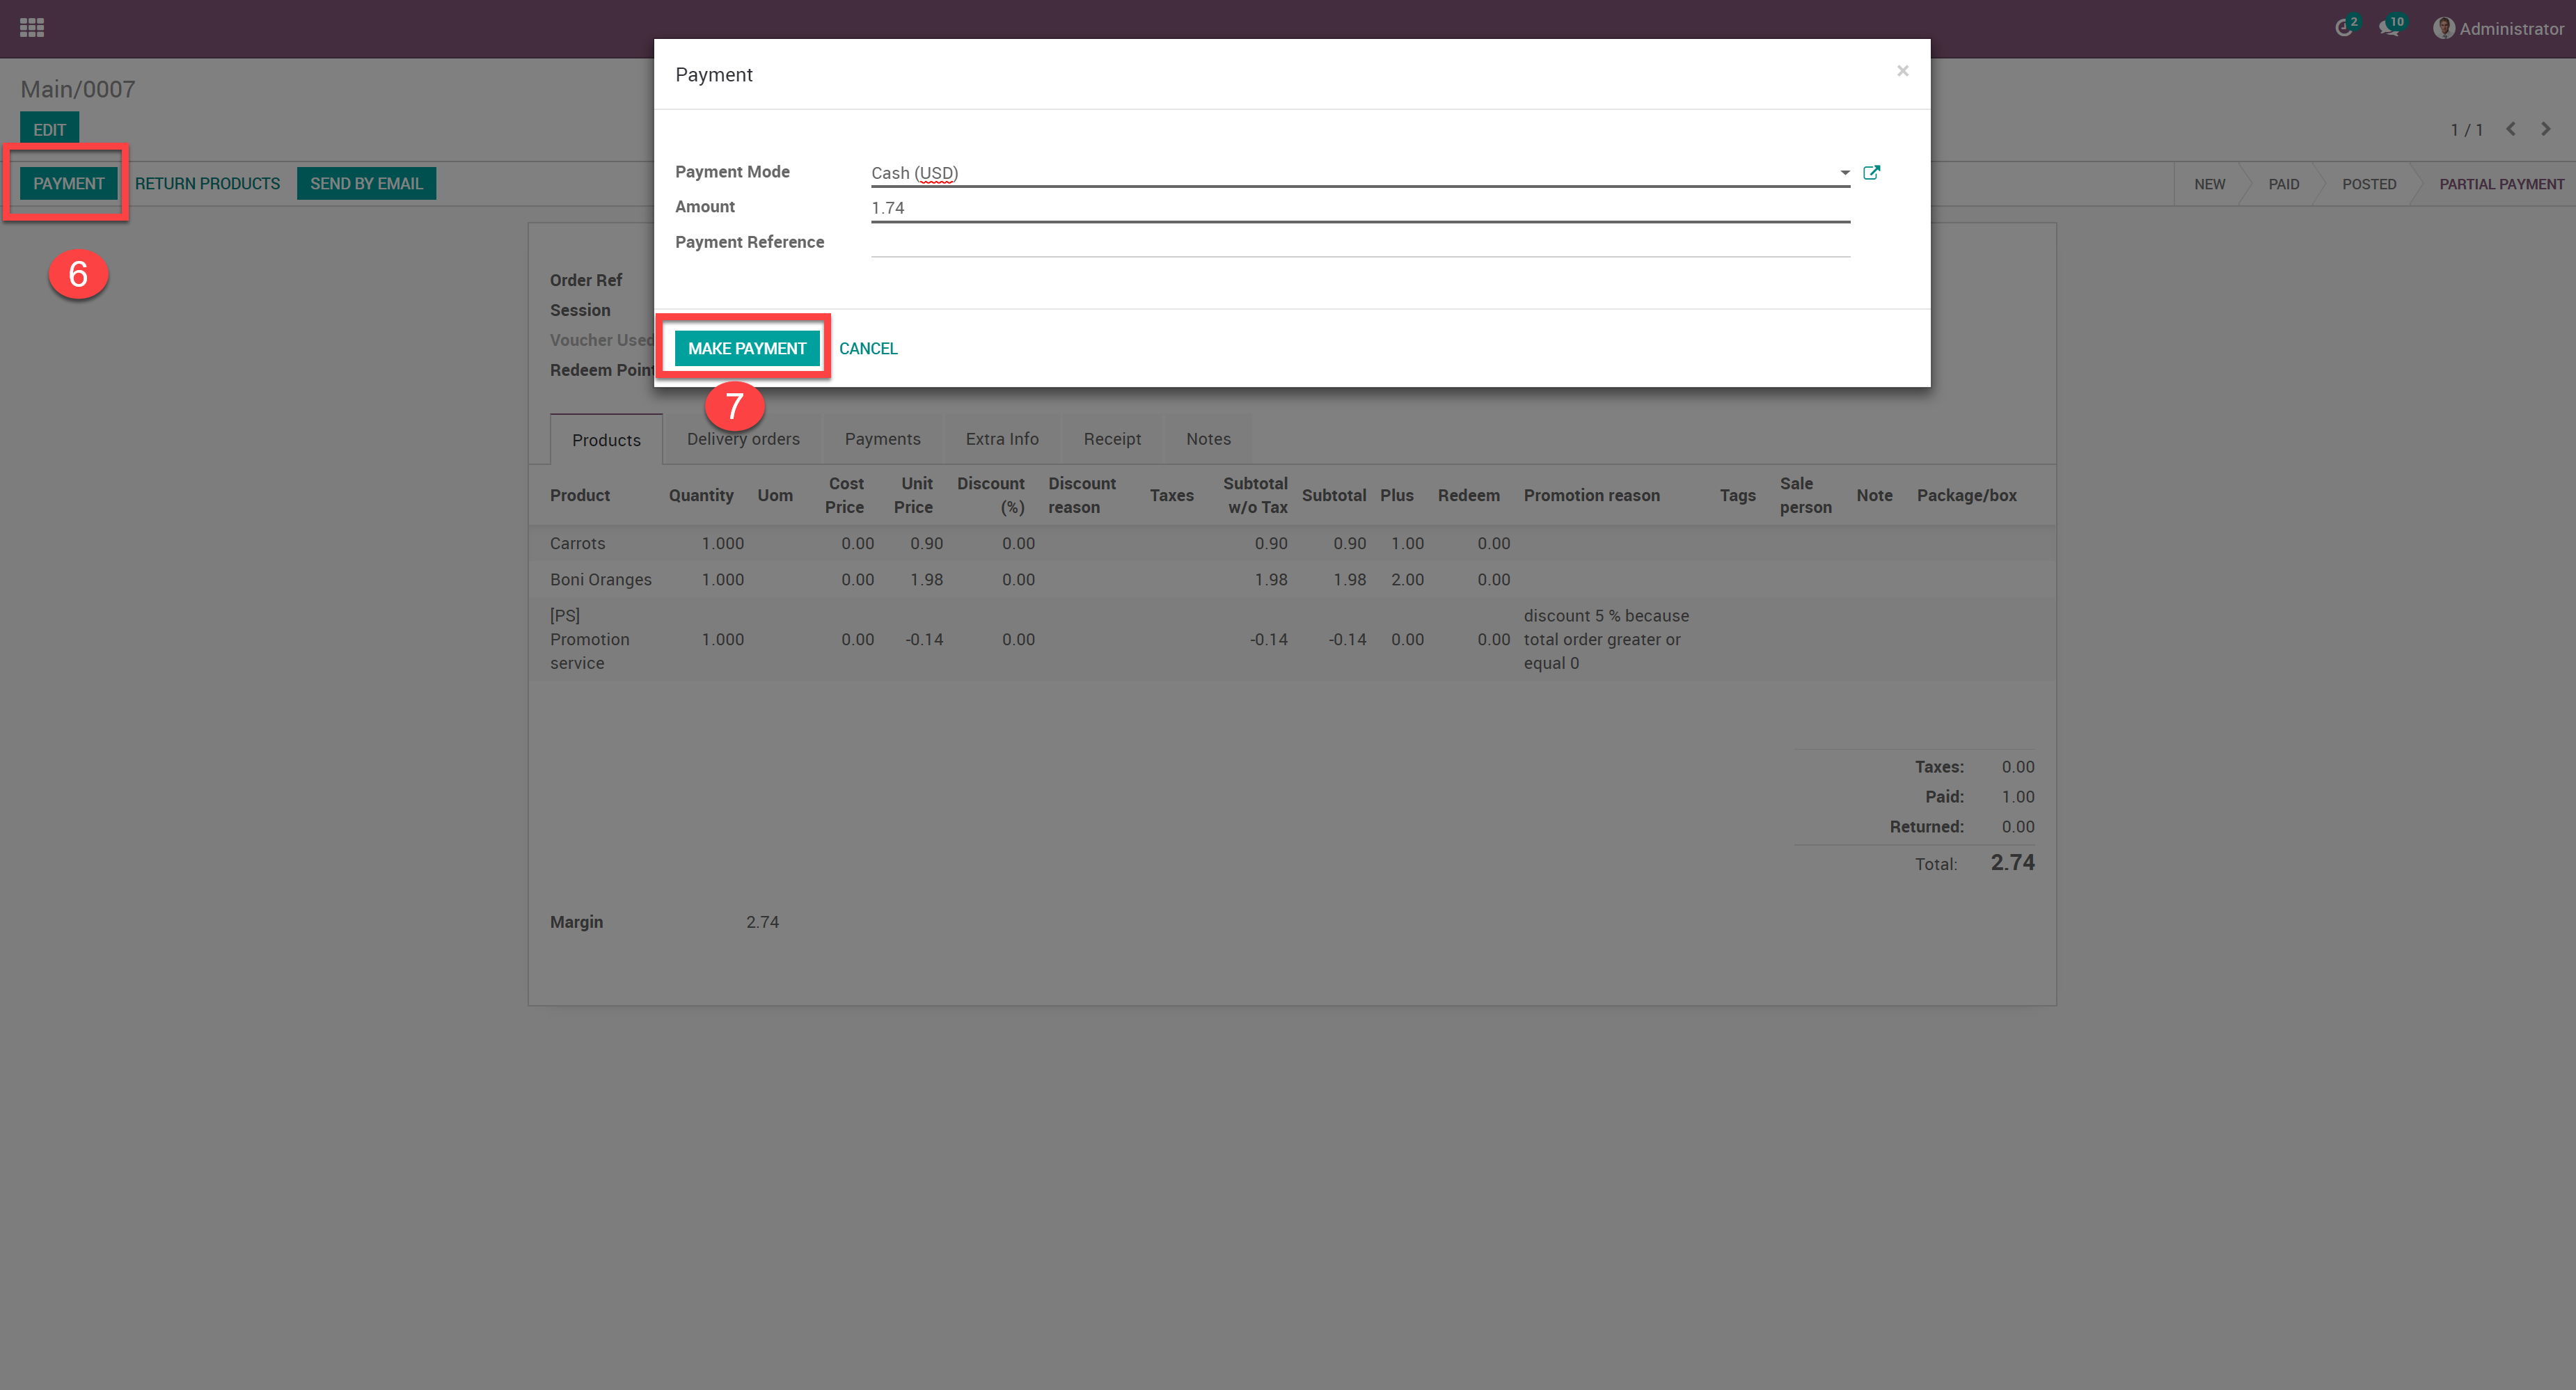 2
10
Administrator
Main/0007
EDIT
1 / 1
PAYMENT
RETURN PRODUCTS
SEND BY EMAIL
NEW
PAID
POSTED
PARTIAL PAYMENT
6
Payment
×
Payment Mode
Cash (USD)
Amount
1.74
Payment Reference
MAKE PAYMENT
CANCEL
7
Order Ref
Session
Voucher Used
Redeem Point
Products
Delivery orders
Payments
Extra Info
Receipt
Notes
Product Quantity Uom Cost Price Unit Price Discount (%) Discount reason Taxes Subtotal w/o Tax Subtotal Plus Redeem Promotion reason Tags Sale person Note Package/box
Carrots 1.000 0.00 0.90 0.00 0.90 0.90 1.00 0.00
Boni Oranges 1.000 0.00 1.98 0.00 1.98 1.98 2.00 0.00
[PS] Promotion service 1.000 0.00 -0.14 0.00 -0.14 -0.14 0.00 0.00 discount 5 % because total order greater or equal 0
Taxes: 0.00
Paid: 1.00
Returned: 0.00
Total: 2.74
Margin 2.74